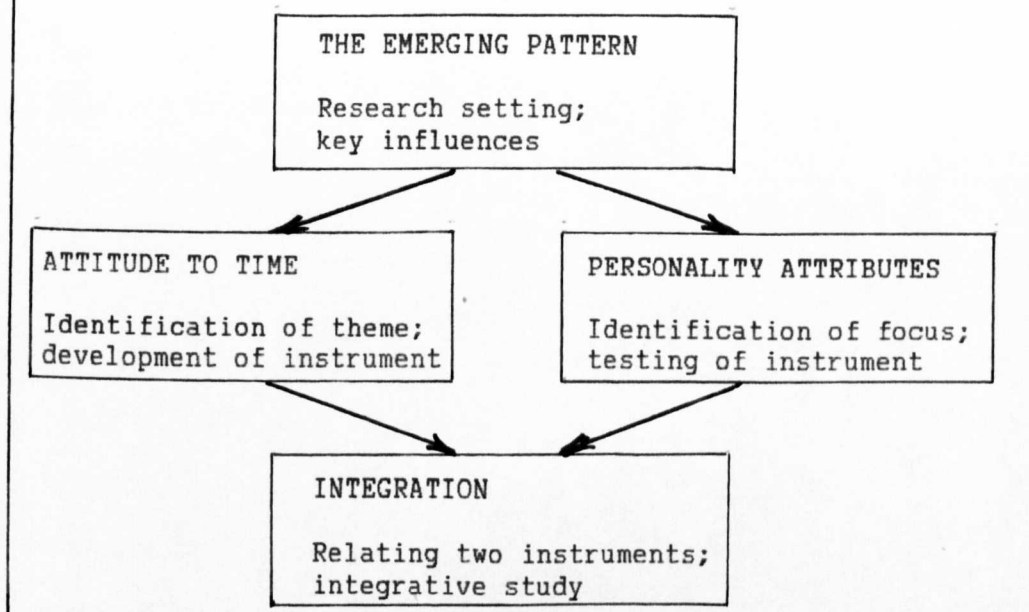 THE EMERGING PATTERN
Research setting;
key influences
ATTITUDE TO TIME
Identification of theme;
development of instrument
PERSONALITY ATTRIBUTES
Identification of focus;
testing of instrument
INTEGRATION
Relating two instruments;
integrative study